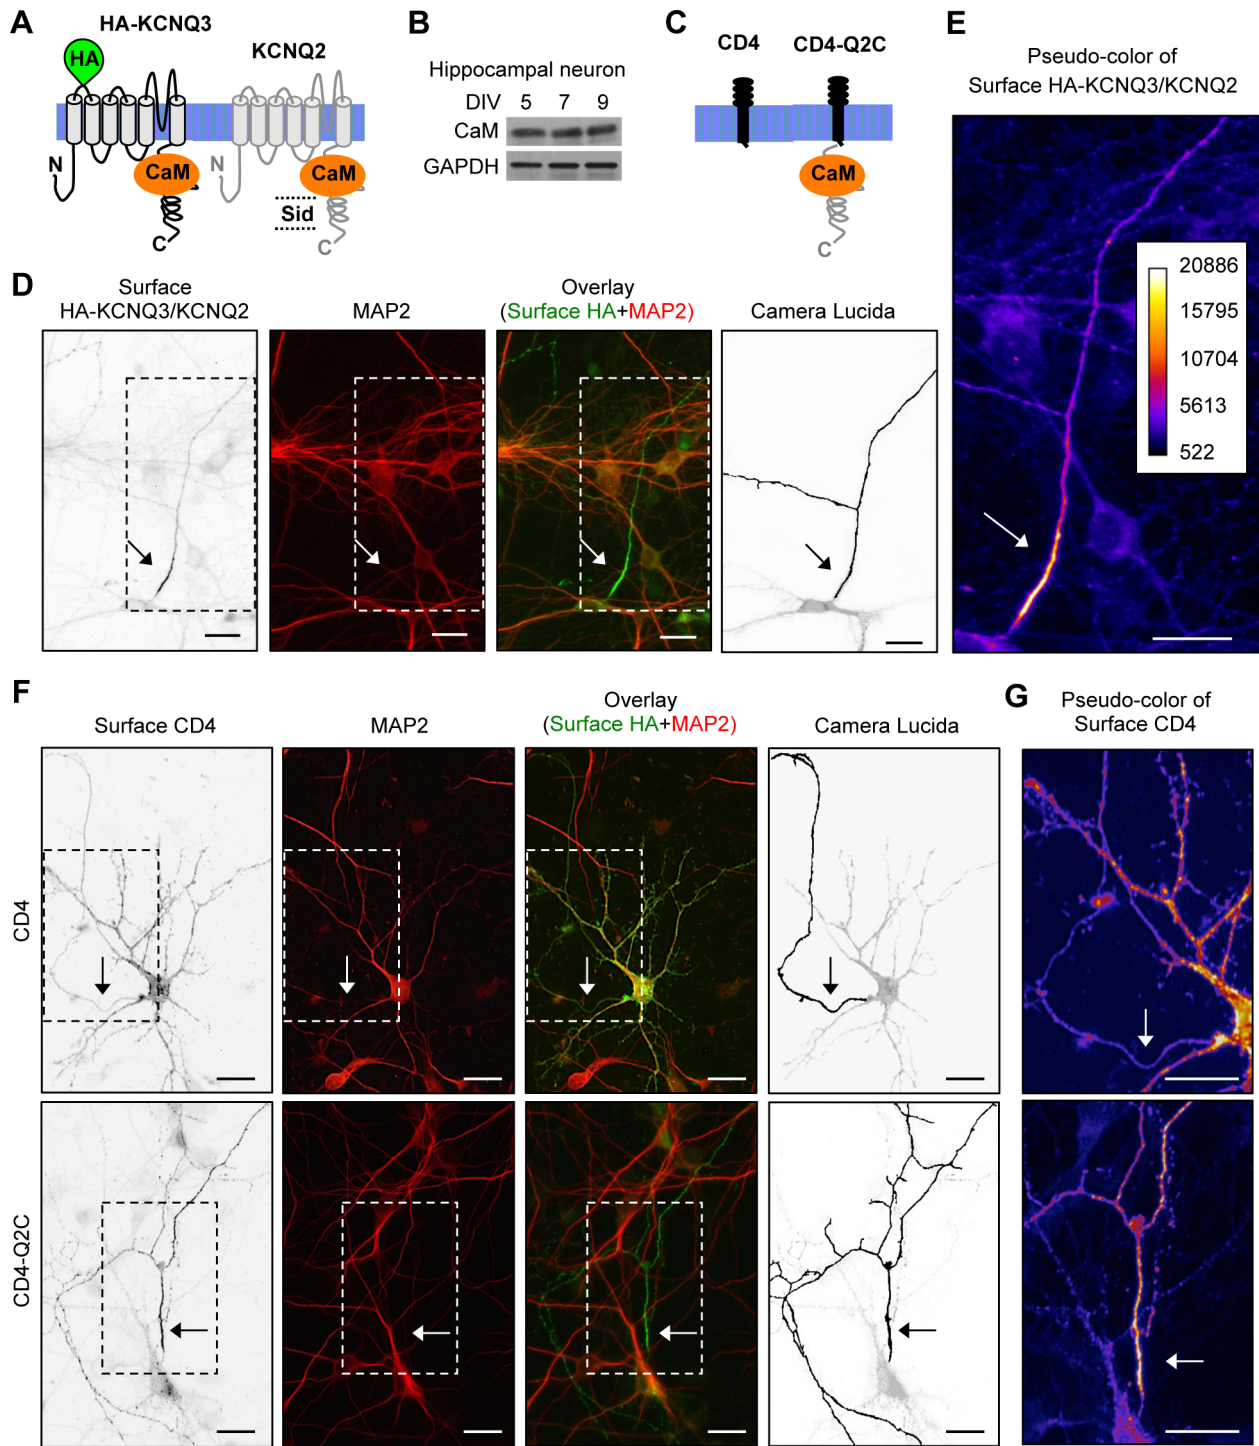 A
HA-KCNQ3
KCNQ2
HA
N
N
CaM
CaM
Sid
C
C
B
Hippocampal neuron
DIV 5 7 9
CaM
GAPDH
C
CD4
CD4-Q2C
CaM
C
E
Pseudo-color of
Surface HA-KCNQ3/KCNQ2
20886
15795
10704
5613
522
D
Surface
HA-KCNQ3/KCNQ2
MAP2
Overlay
(Surface HA+MAP2)
Camera Lucida
F
Surface CD4
MAP2
Overlay
(Surface HA+MAP2)
Camera Lucida
CD4
CD4-Q2C
G
Pseudo-color of
Surface CD4